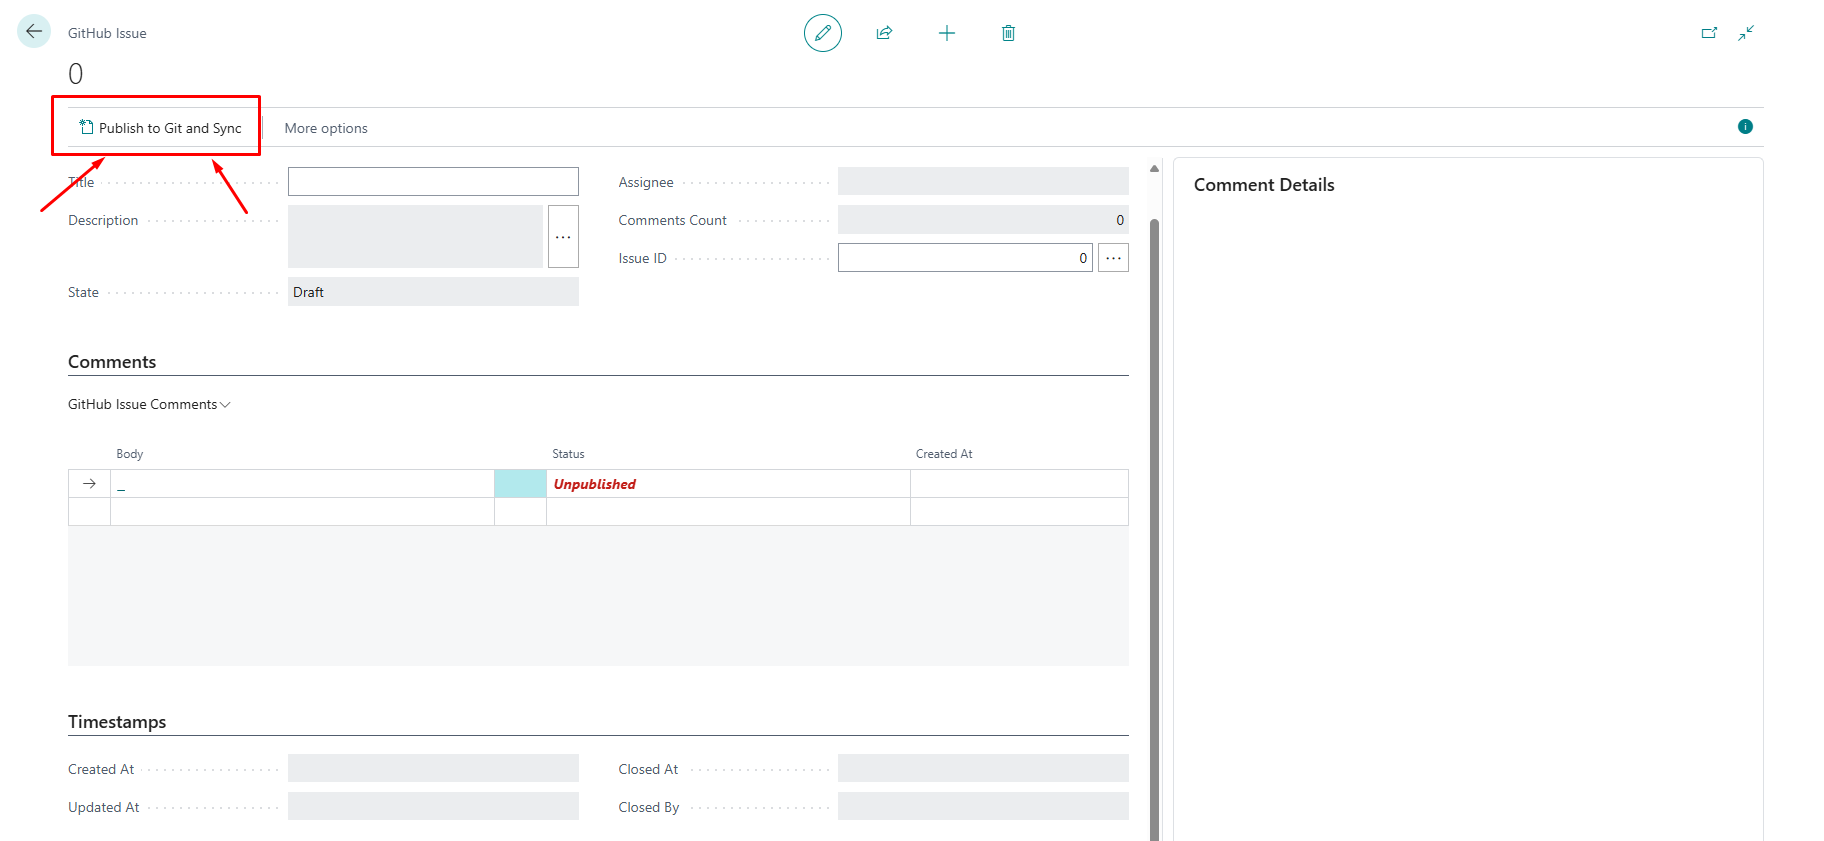 GitHub Issue
0
Publish to Git and Sync
More options
Title
Assignee
Comment Details
Description
...
Comments Count
0
Issue ID
0
...
State
Draft
Comments
GitHub Issue Comments
Body
Status
Created At
_
Unpublished
Timestamps
Created At
Closed At
Updated At
Closed By